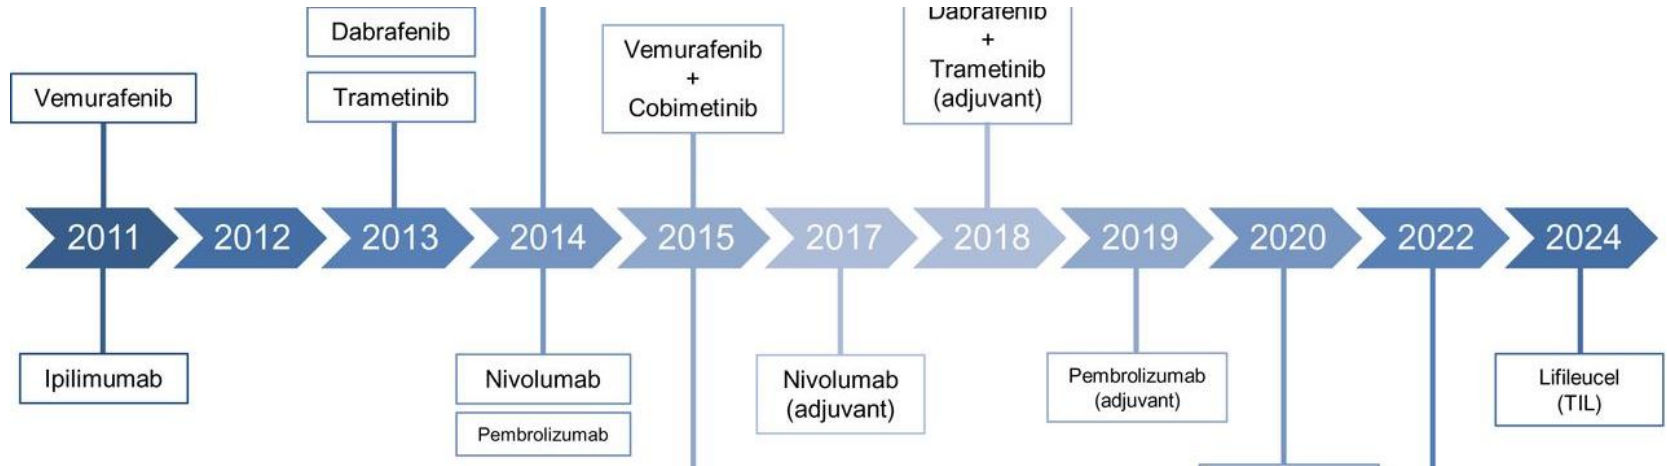 Dabrafenib
Trametinib
Vemurafenib
Vemurafenib
+
Cobimetinib
Dabrafenib
+
Trametinib
(adjuvant)
2011
2012
2013
2014
2015
2017
2018
2019
2020
2022
2024
Ipilimumab
Nivolumab
Pembrolizumab
Nivolumab
(adjuvant)
Pembrolizumab
(adjuvant)
Lifileucel
(TIL)